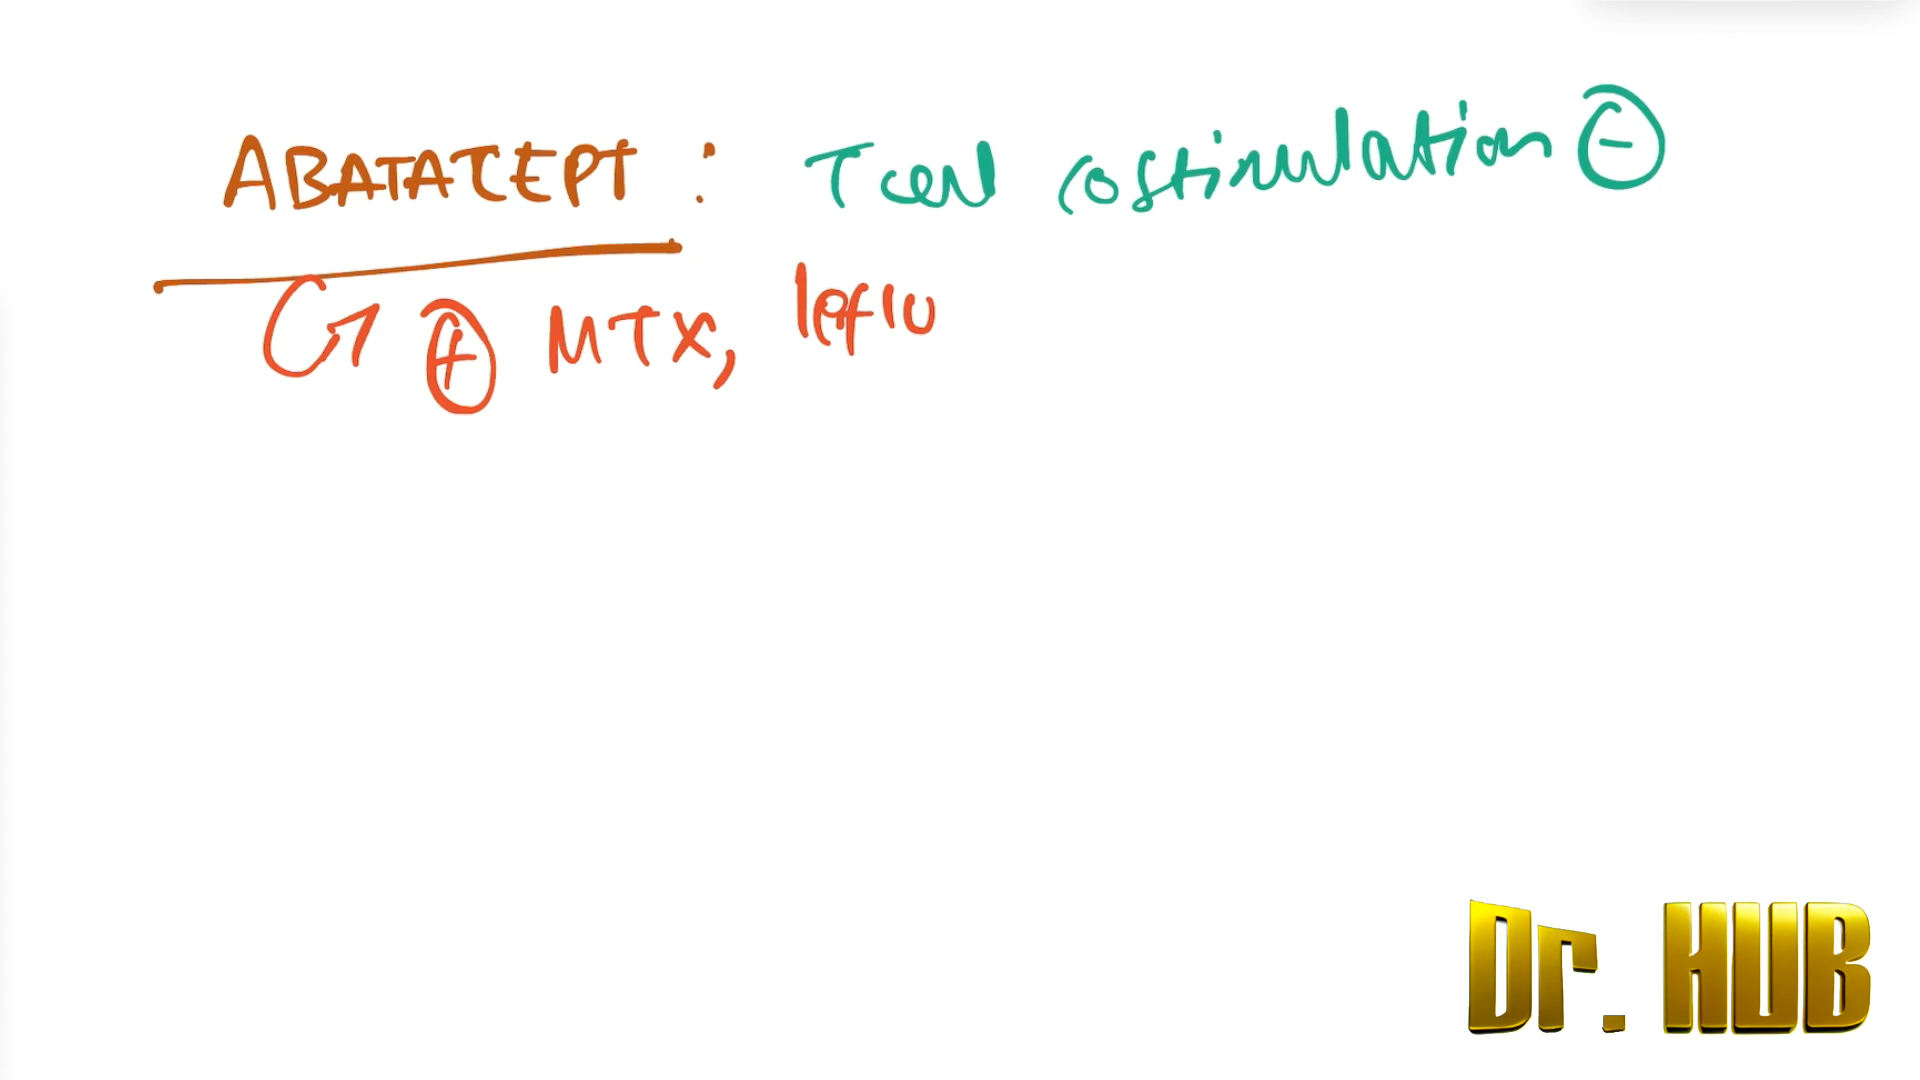 ABATACEPT : T cell costimulation ⊖
⊕ MTX, leflu
Dr. HUB